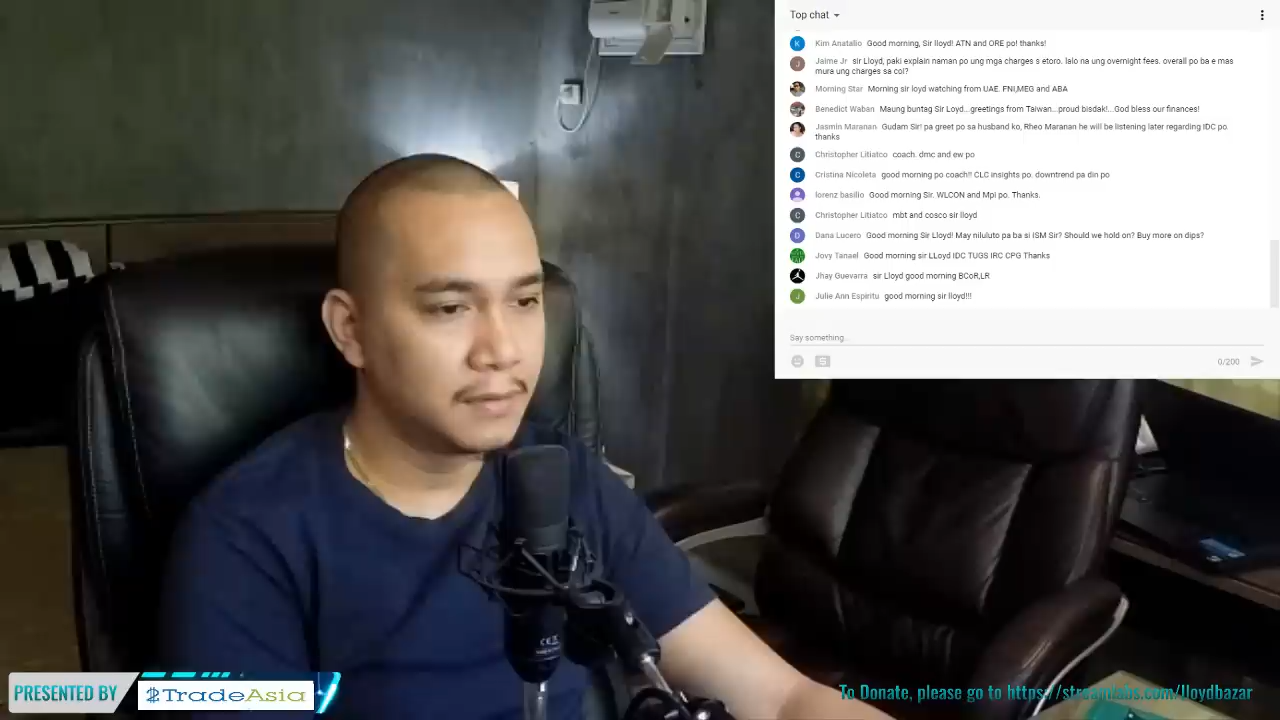 Top chat
K Kim Anatalio Good morning, Sir lloyd! ATN and ORE po! thanks!
J Jaime Jr sir Lloyd, paki explain naman po ung mga charges s etoro. lalo na ung overnight fees. overall po ba e mas
mura ung charges sa col?
Morning Star Morning sir loyd watching from UAE. FNI,MEG and ABA
Benedict Waban Maung buntag Sir Loyd...greetings from Taiwan...proud bisdak!...God bless our finances!
Jasmin Maranan Gudam Sir! pa greet po sa husband ko, Rheo Maranan he will be listening later regarding IDC po.
thanks
C Christopher Litiatco coach. dmc and ew po
C Cristina Nicoleta good morning po coach!! CLC insights po. downtrend pa din po
lorenz basilio Good morning Sir. WLCON and Mpi po. Thanks.
C Christopher Litiatco mbt and cosco sir lloyd
D Dana Lucero Good morning Sir Lloyd! May niluluto pa ba si ISM Sir? Should we hold on? Buy more on dips?
Jovy Tanael Good morning sir LLoyd IDC TUGS IRC CPG Thanks
Jhay Guevarra sir Lloyd good morning BCoR,LR
J Julie Ann Espiritu good morning sir lloyd!!!
Say something...
0/200
CE
PRESENTED BY
$TradeAsia
To Donate, please go to https://streamlabs.com/lloydbazar